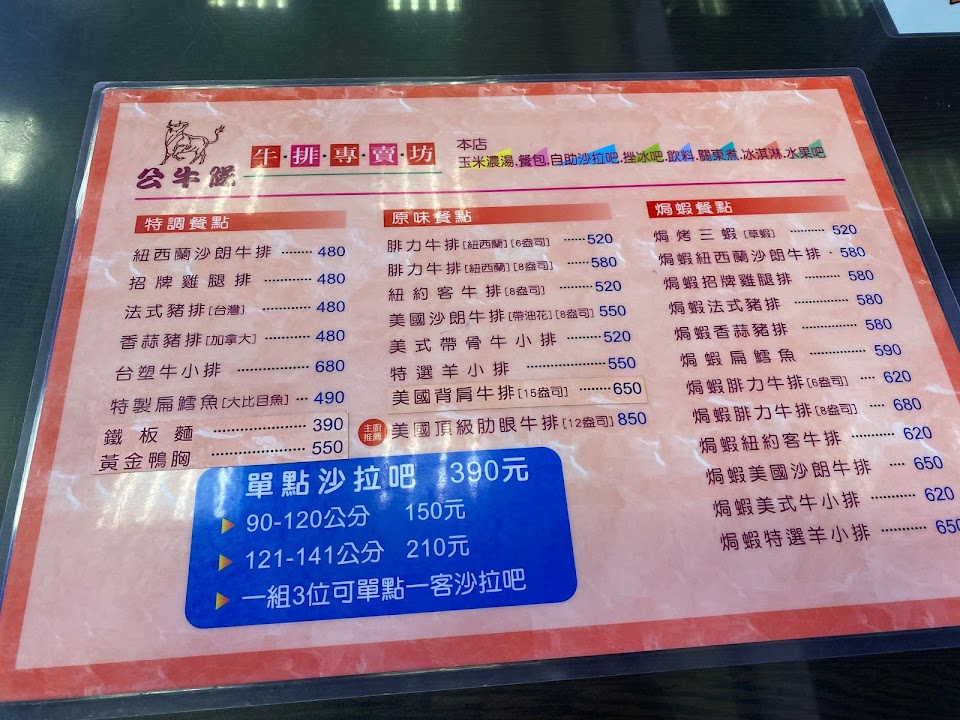 公牛隊
牛·排·專·賣·坊
本店
玉米濃湯.餐包.自助沙拉吧.挫冰吧.飲料.關東煮.冰淇淋.水果吧
特調餐點
紐西蘭沙朗牛排 ······· 480
招牌雞腿排 ·········· 480
法式豬排[台灣] ·········· 480
香蒜豬排[加拿大] ·········· 480
台塑牛小排 ·············· 680
特製扁鱈魚[大比目魚] ··· 490
鐵板麵 ·················· 390
黃金鴨胸 ·················· 550
原味餐點
腓力牛排[紐西蘭][6盎司] ······ 520
腓力牛排[紐西蘭][8盎司] ······ 580
紐約客牛排[8盎司] ······· 520
美國沙朗牛排[帶油花][8盎司] 550
美式帶骨牛小排 ········ 520
特選羊小排 ·············· 550
美國背肩牛排[15盎司] ······· 650
主廚推薦 美國頂級肋眼牛排[12盎司] 850
焗蝦餐點
焗烤三蝦[草蝦] ········· 520
焗蝦紐西蘭沙朗牛排 · 580
焗蝦招牌雞腿排 ·········· 580
焗蝦法式豬排 ············ 580
焗蝦香蒜豬排 ············· 580
焗蝦扁鱈魚 ·············· 590
焗蝦腓力牛排[6盎司] ··· 620
焗蝦腓力牛排[8盎司] ··· 680
焗蝦紐約客牛排 ········· 620
焗蝦美國沙朗牛排 ···· 650
焗蝦美式牛小排 ········· 620
焗蝦特選羊小排 ········· 650
單點沙拉吧 390元
90-120公分 150元
121-141公分 210元
一組3位可單點一客沙拉吧